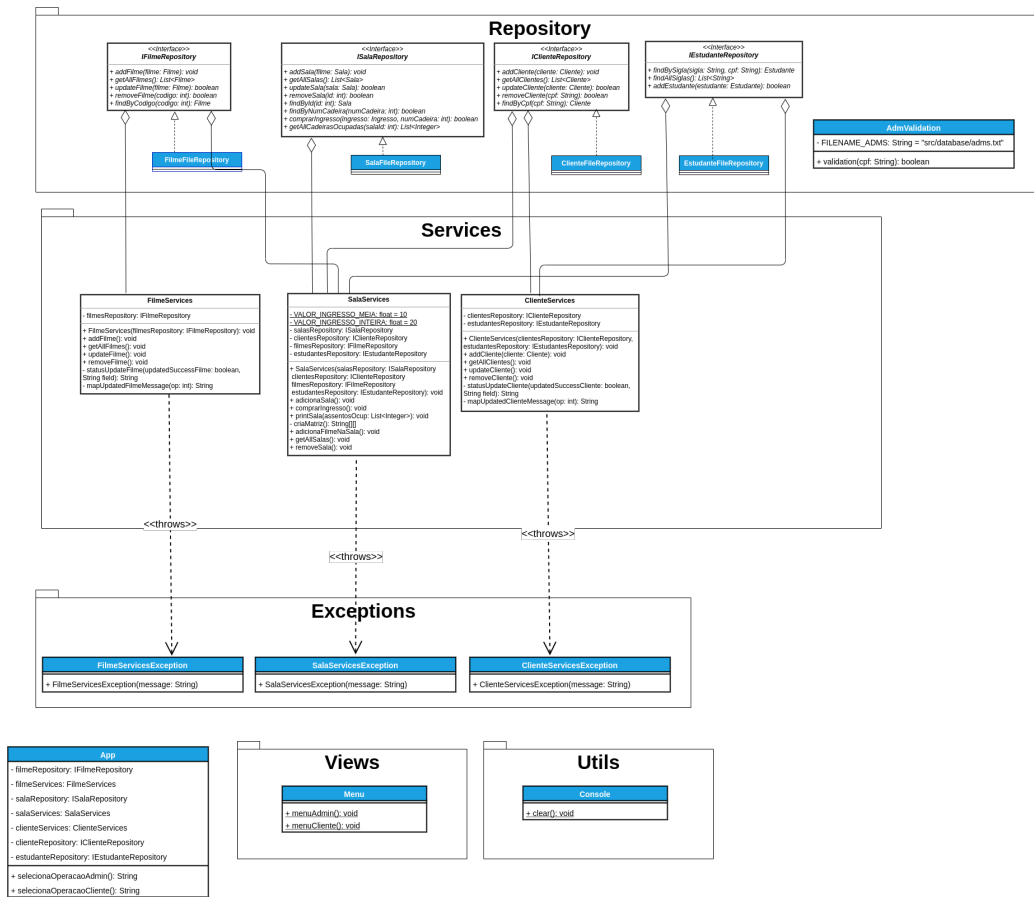 Repository
<<Interface>>
IFilmeRepository
+ addFilme(filme: Filme): void
+ getAllFilmes(): List<Filme>
+ updateFilme(filme: Filme): boolean
+ removeFilme(codigo: int): boolean
+ findByCodigo(codigo: int): Filme
<<Interface>>
ISalaRepository
+ addSala(filme: Sala): void
+ getAllSalas(): List<Sala>
+ updateSala(sala: Sala): boolean
+ removeSala(id: int): boolean
+ findById(id: int): Sala
+ findByNumCadeira(numCadeira: int): boolean
+ comprarIngresso(ingresso: Ingresso, numCadeira: int): boolean
+ getAllCadeirasOcupadas(salaId: int): List<Integer>
<<Interface>>
IClienteRepository
+ addCliente(cliente: Cliente): void
+ getAllClientes(): List<Cliente>
+ updateCliente(cliente: Cliente): boolean
+ removeCliente(cpf: String): boolean
+ findByCpf(cpf: String): Cliente
<<Interface>>
IEstudanteRepository
+ findBySigla(sigla: String, cpf: String): Estudante
+ findAllSiglas(): List<String>
+ addEstudante(estudante: Estudante): boolean
AdmValidation
- FILENAME_ADMS: String = "src/database/adms.txt"
+ validation(cpf: String): boolean
FilmeFileRepository
SalaFileRepository
ClienteFileRepository
EstudanteFileRepository
Services
FilmeServices
- filmesRepository: IFilmeRepository
+ FilmeServices(filmesRepository: IFilmeRepository): void
+ addFilme(): void
+ getAllFilmes(): void
+ updateFilme(): void
+ removeFilme(): void
- statusUpdateFilme(updatedSuccessFilme: boolean,
String field): String
- mapUpdatedFilmeMessage(op: int): String
SalaServices
- VALOR_INGRESSO_MEIA: float = 10
- VALOR_INGRESSO_INTEIRA: float = 20
- salasRepository: ISalaRepository
- clientesRepository: IClienteRepository
- filmesRepository: IFilmeRepository
- estudantesRepository: IEstudanteRepository
+ SalaServices(salasRepository: ISalaRepository
clientesRepository: IClienteRepository
filmesRepository: IFilmeRepository
estudantesRepository: IEstudanteRepository): void
+ adicionaSala(): void
+ comprarIngresso(): void
+ printSala(assentosOcup: List<Integer>): void
- criaMatriz(): String[][]
+ adicionaFilmeNaSala(): void
+ getAllSalas(): void
+ removeSala(): void
ClienteServices
- clientesRepository: IClienteRepository
- estudantesRepository: IEstudanteRepository
+ ClienteServices(clientesRepository: IClienteRepository,
estudantesRepository: IEstudantesRepository): void
+ addCliente(cliente: Cliente): void
+ getAllClientes(): void
+ updateCliente(): void
+ removeCliente(): void
- statusUpdateCliente(updatedSuccessCliente: boolean,
String field): String
- mapUpdatedClienteMessage(op: int): String
<<throws>>
<<throws>>
<<throws>>
Exceptions
FilmeServicesException
+ FilmeServicesException(message: String)
SalaServicesException
+ SalaServicesException(message: String)
ClienteServicesException
+ ClienteServicesException(message: String)
App
- filmeRepository: IFilmeRepository
- filmeServices: FilmeServices
- salaRepository: ISalaRepository
- salaServices: SalaServices
- clienteServices: ClienteServices
- clienteRepository: IClienteRepository
- estudanteRepository: IEstudanteRepository
+ selecionaOperacaoAdmin(): String
+ selecionaOperacaoCliente(): String
Views
Menu
+ menuAdmin(): void
+ menuCliente(): void
Utils
Console
+ clear(): void